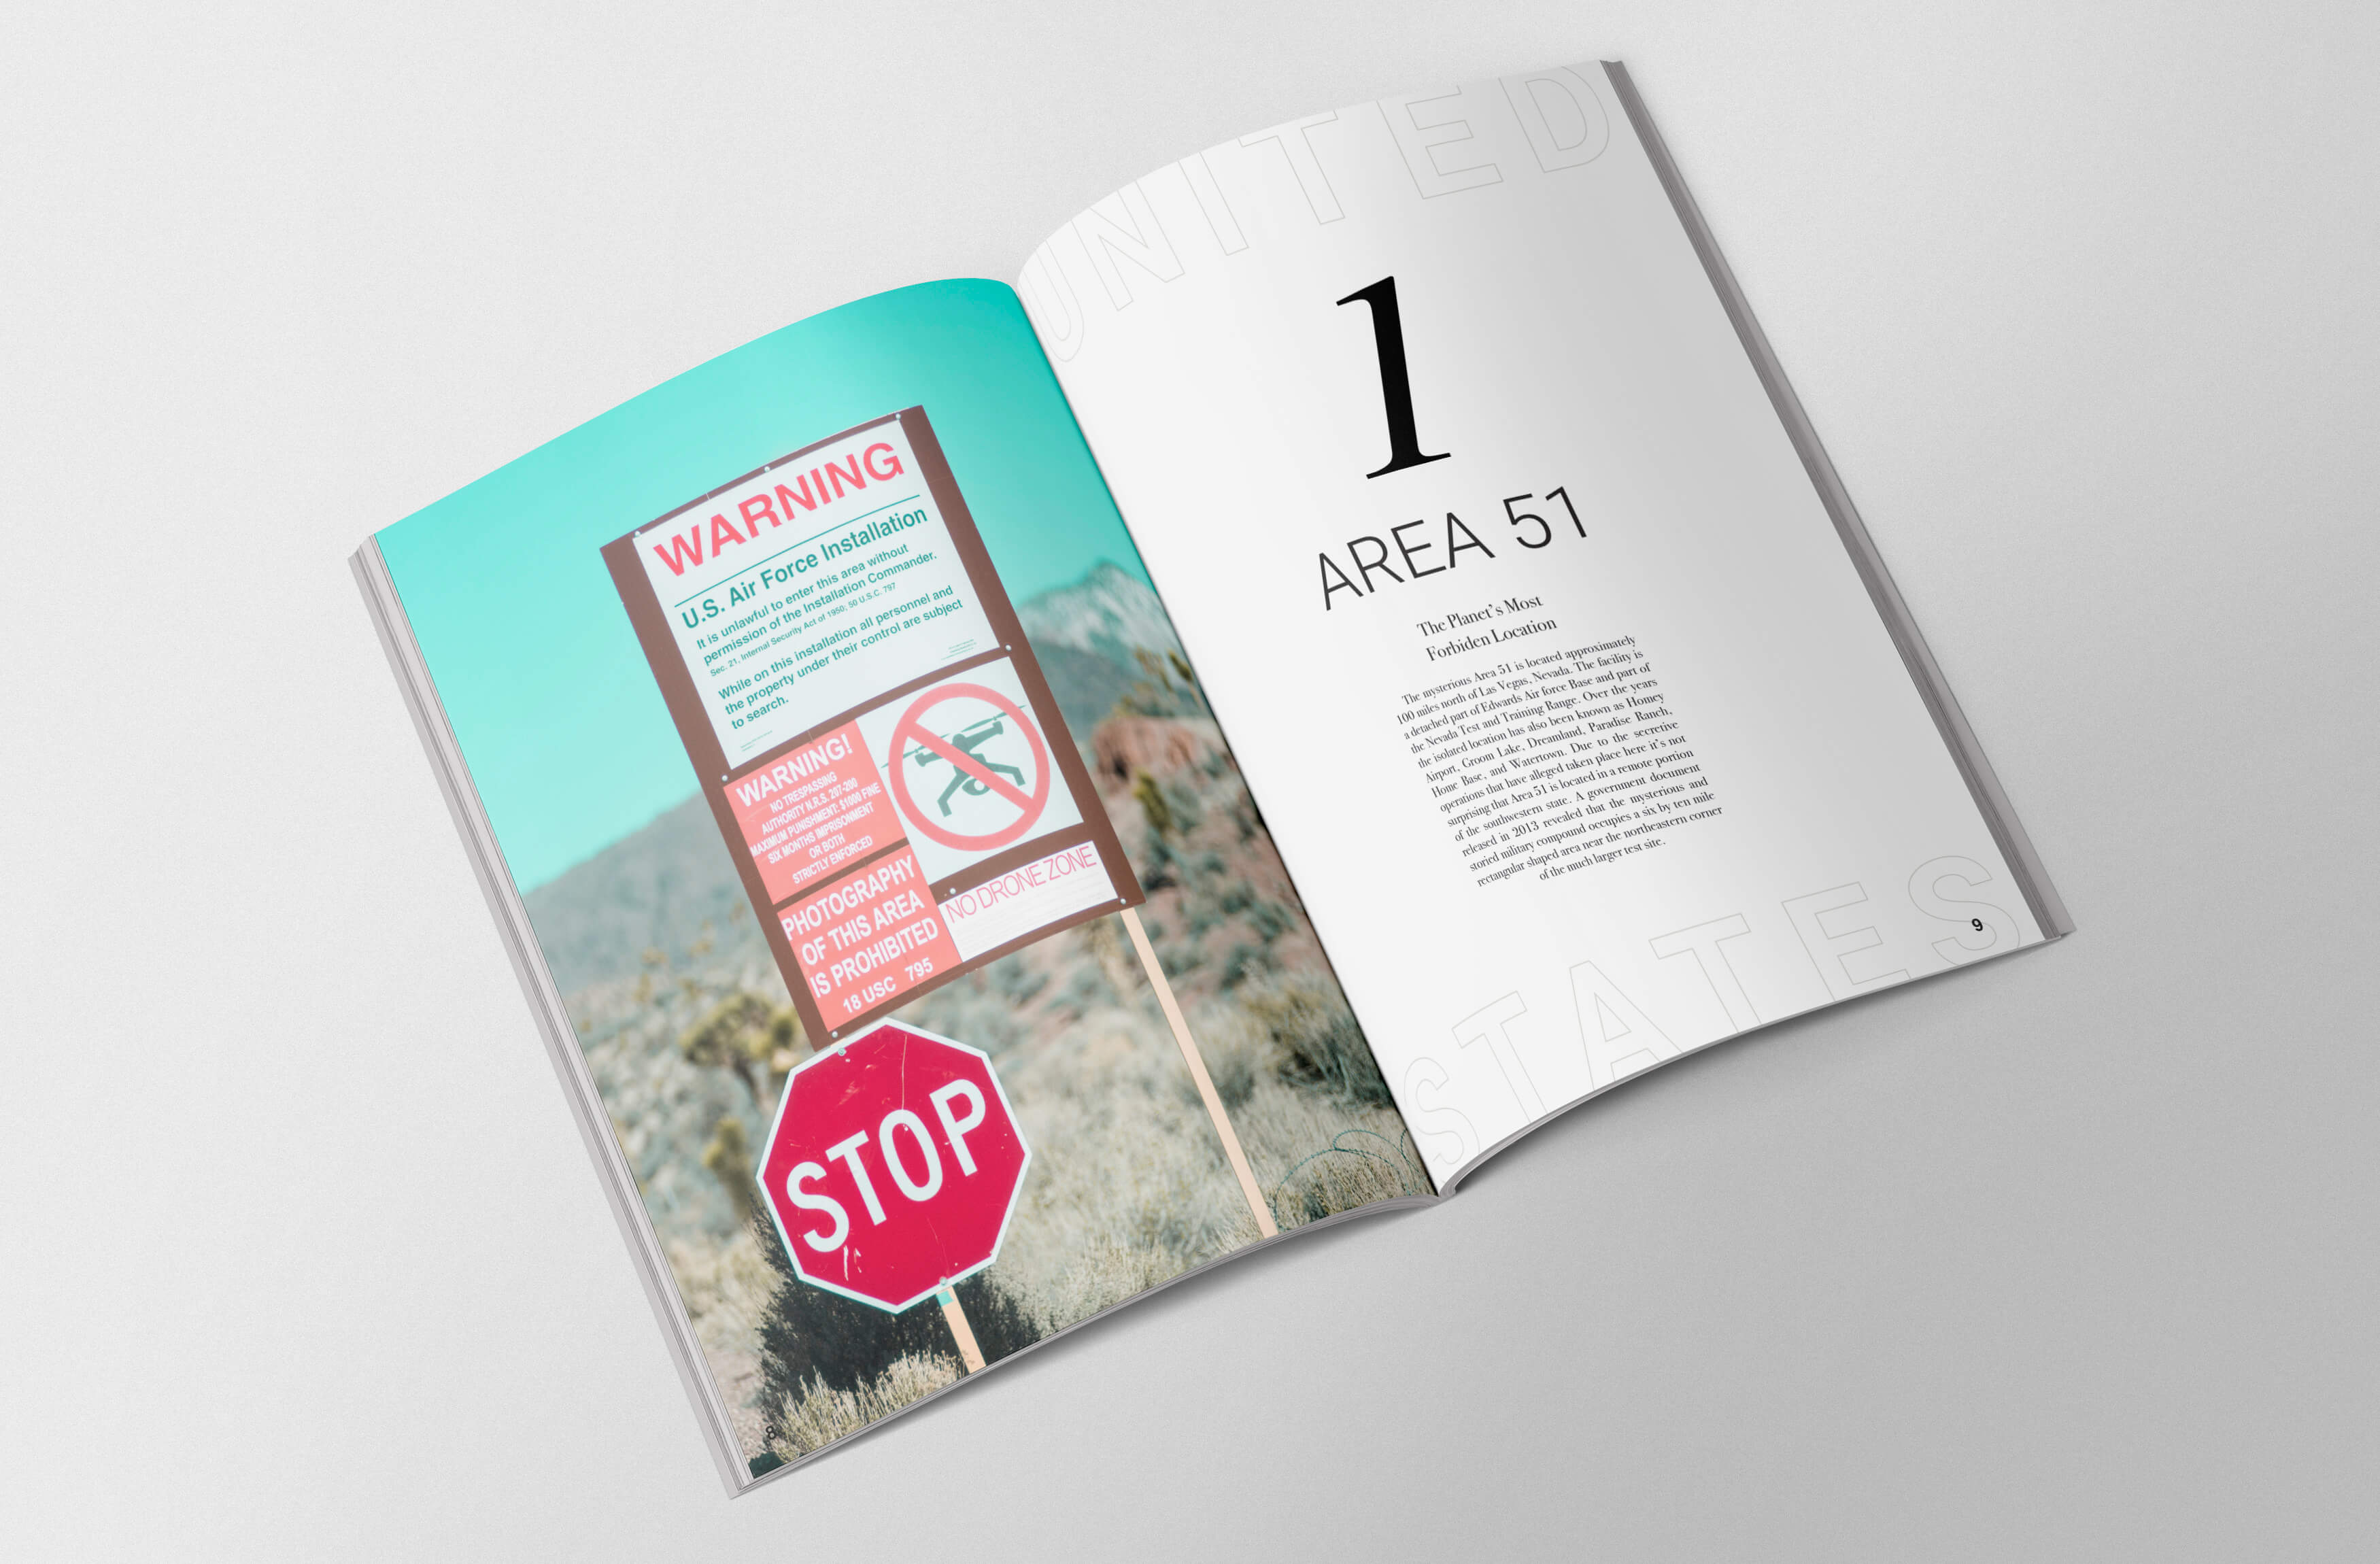 WARNING
U.S. Air Force Installation
It is unlawful to enter this area without
permission of the Installation Commander.
Sec. 21, Internal Security Act of 1950; 50 U.S.C. 797
While on this installation all personnel and
the property under their control are subject
to search.
WARNING!
NO TRESPASSING
AUTHORITY N.R.S. 207-200
MAXIMUM PUNISHMENT: $1000 FINE
SIX MONTHS IMPRISONMENT
OR BOTH
STRICTLY ENFORCED
PHOTOGRAPHY
OF THIS AREA
IS PROHIBITED
18 USC 795
NO DRONE ZONE
STOP
8
UNITED
1
AREA 51
The Planet's Most
Forbiden Location
The mysterious Area 51 is located approximately
100 miles north of Las Vegas, Nevada. The facility is
a detached part of Edwards Air force Base and part of
the Nevada Test and Training Range. Over the years
the isolated location has also been known as Homey
Airport, Groom Lake, Dreamland, Paradise Ranch,
Home Base, and Watertown. Due to the secretive
operations that have alleged taken place here it's not
surprising that Area 51 is located in a remote portion
of the southwestern state. A government document
released in 2013 revealed that the mysterious and
storied military compound occupies a six by ten mile
rectangular shaped area near the northeastern corner
of the much larger test site.
STATES
9